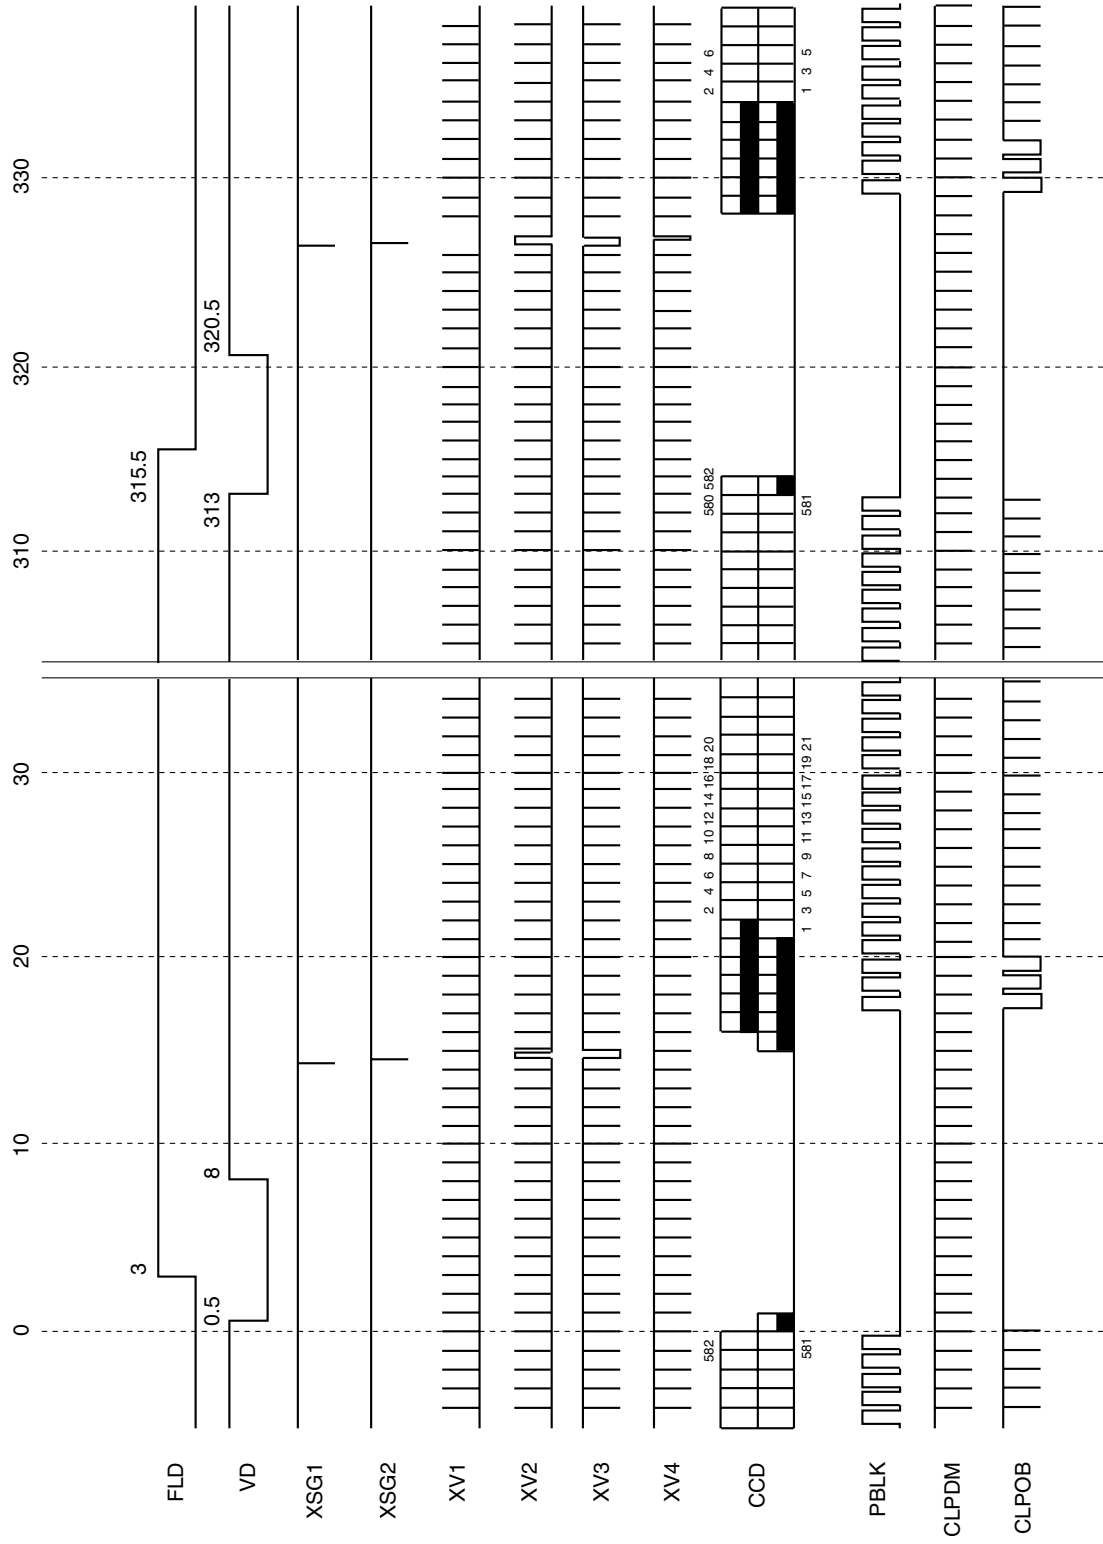 0 10 20 30 310 320 330
FLD 3 315.5
VD 0.5 8 313 320.5
XSG1
XSG2
XV1
XV2
XV3
XV4
582 2 4 6 8 10 12 14 16 18 20 580 582 2 4 6
CCD
581 1 3 5 7 9 11 13 15 17 19 21 581 1 3 5
PBLK
CLPDM
CLPOB